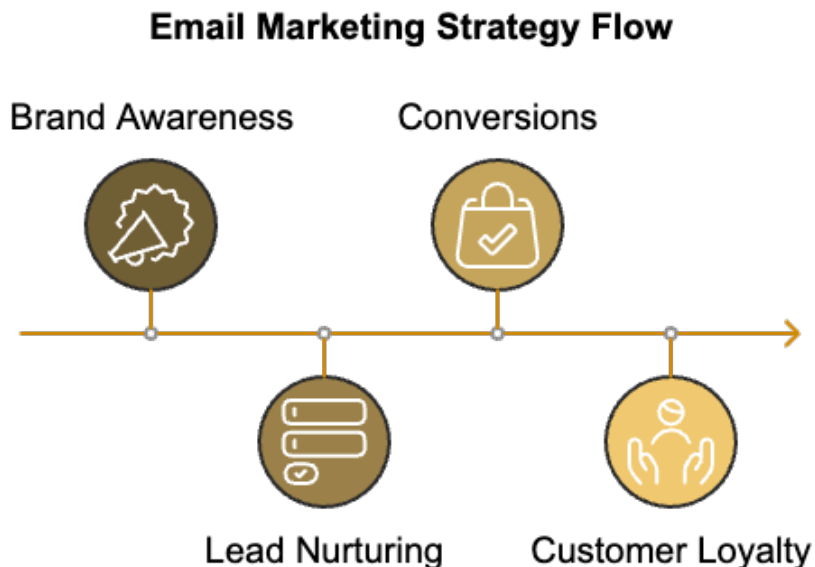 Email Marketing Strategy Flow
Brand Awareness
Conversions
Lead Nurturing
Customer Loyalty